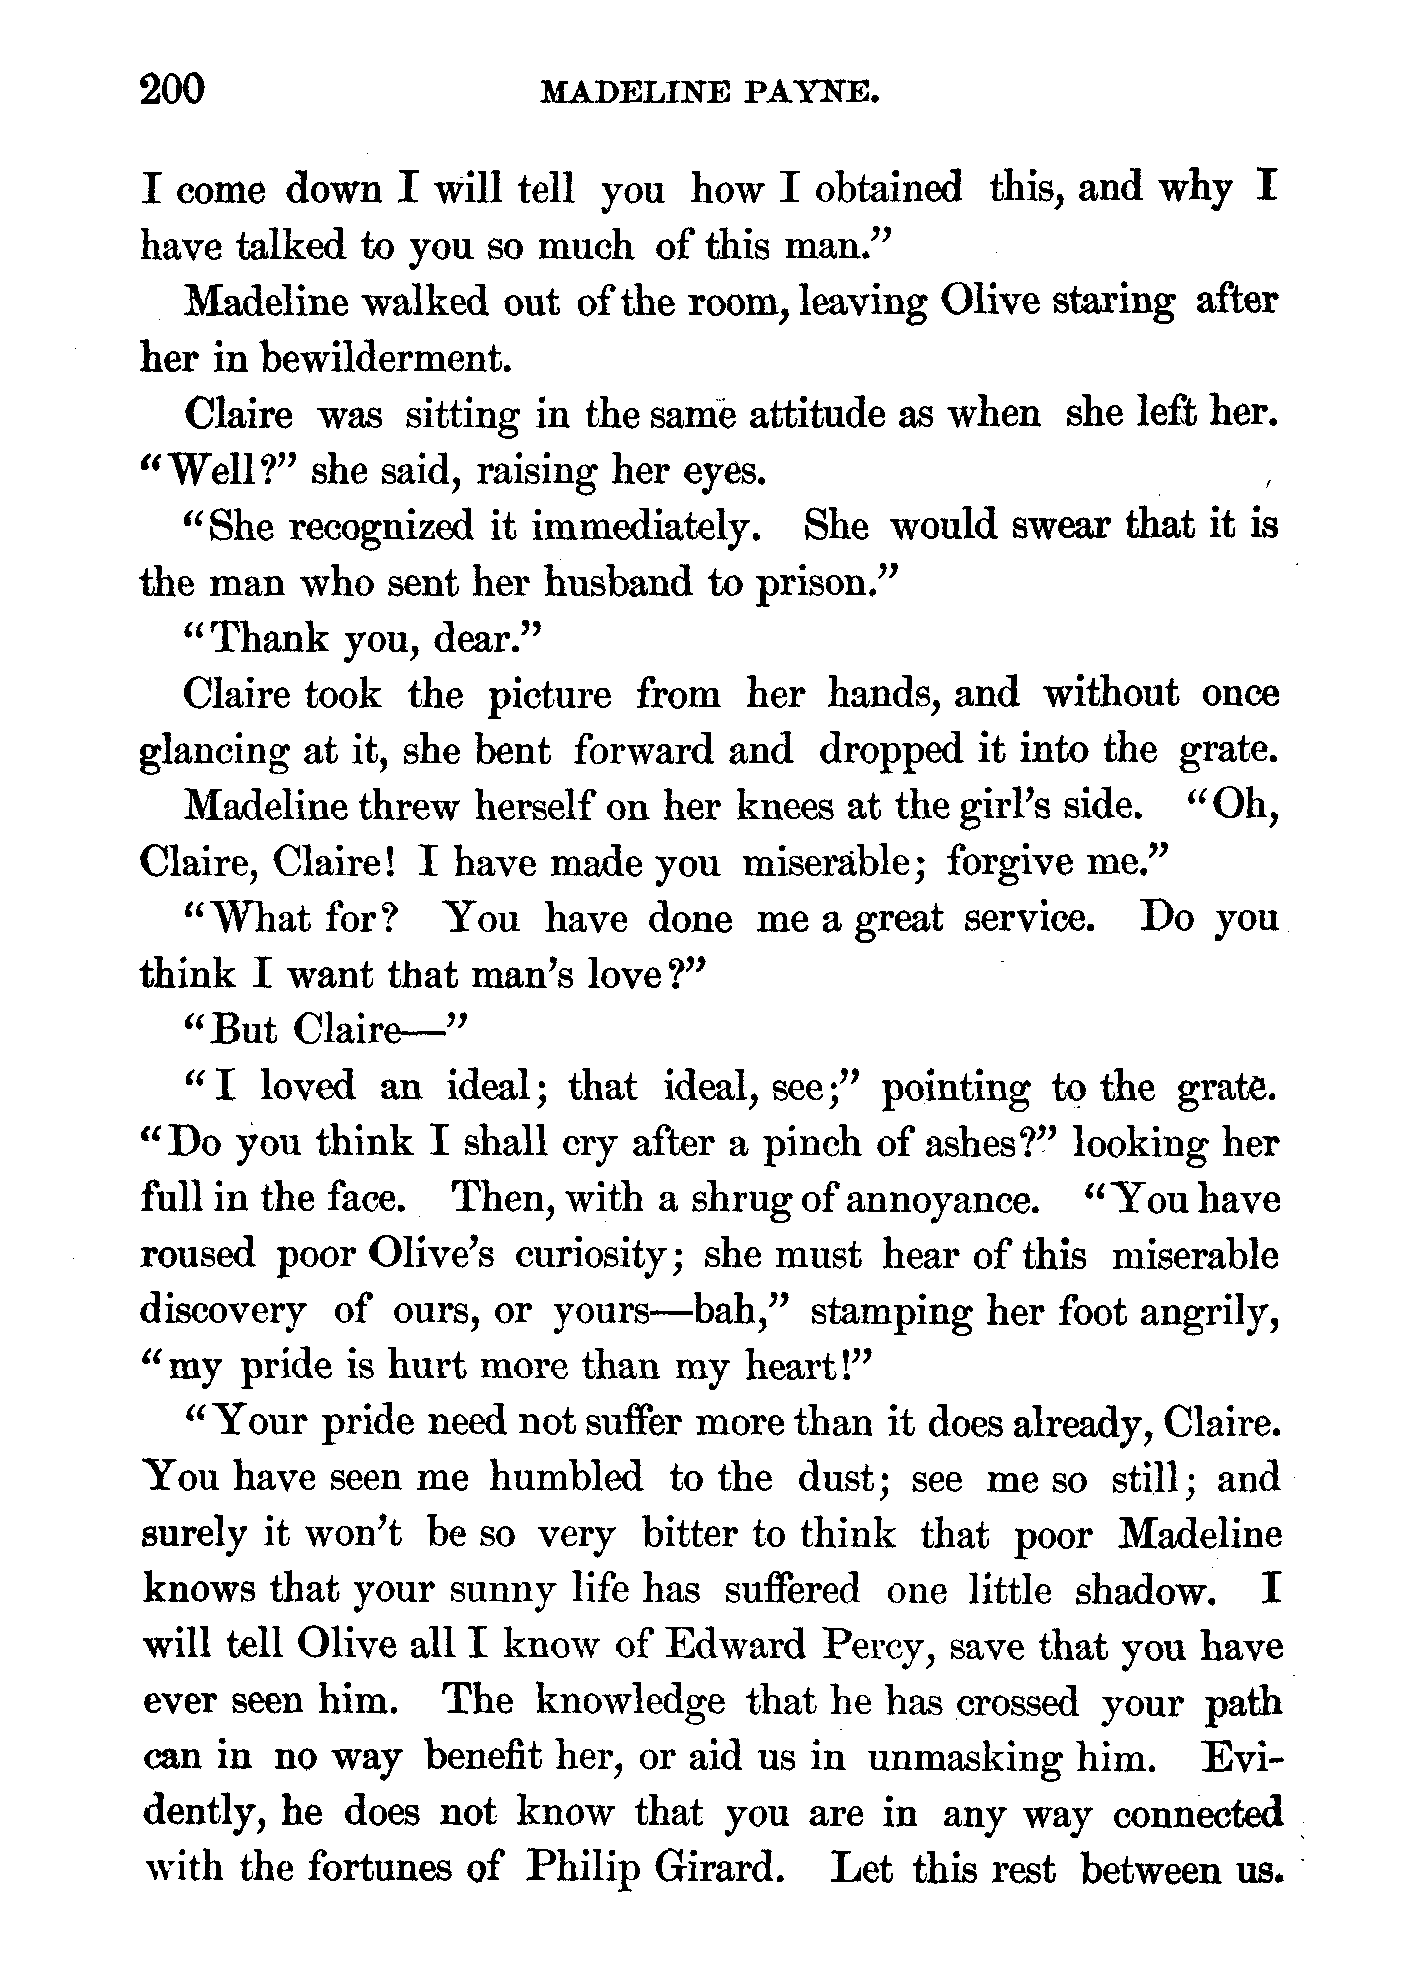 200 MADELINE PAYNE.
I come down I will tell you how I obtained this, and why I
have talked to you so much of this man.”
Madeline walked out of the room, leaving Olive staring after
her in bewilderment.
Claire was sitting in the same attitude as when she left her.
“Well?” she said, raising her eyes.
“She recognized it immediately. She would swear that it is
the man who sent her husband to prison.”
“Thank you, dear.”
Claire took the picture from her hands, and without once
glancing at it, she bent forward and dropped it into the grate.
Madeline threw herself on her knees at the girl’s side. “Oh,
Claire, Claire! I have made you miserable; forgive me.”
“What for? You have done me a great service. Do you
think I want that man’s love?”
“But Claire—”
“I loved an ideal; that ideal, see;” pointing to the grate.
“Do you think I shall cry after a pinch of ashes?” looking her
full in the face. Then, with a shrug of annoyance. “You have
roused poor Olive’s curiosity; she must hear of this miserable
discovery of ours, or yours—bah,” stamping her foot angrily,
“my pride is hurt more than my heart!”
“Your pride need not suffer more than it does already, Claire.
You have seen me humbled to the dust; see me so still; and
surely it won’t be so very bitter to think that poor Madeline
knows that your sunny life has suffered one little shadow. I
will tell Olive all I know of Edward Percy, save that you have
ever seen him. The knowledge that he has crossed your path
can in no way benefit her, or aid us in unmasking him. Evi-
dently, he does not know that you are in any way connected
with the fortunes of Philip Girard. Let this rest between us.